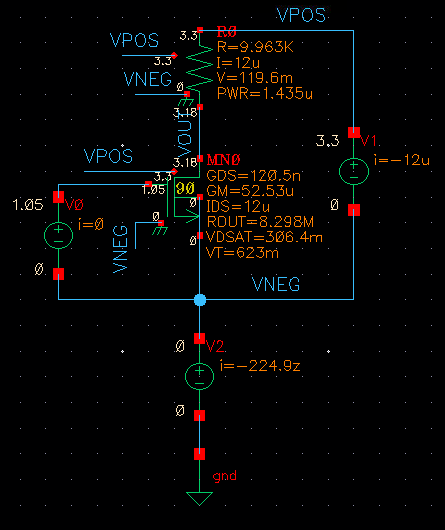 VPOS
3.3
R0
R=9.963K
I=12u
V=119.6m
PWR=1.435u
VPOS
3.3
VNEG
0
3.18
VOUT
3.3
V1
i=-12u
0
VPOS
3.3
3.18
MN0
GDS=120.5n
GM=52.53u
IDS=12u
ROUT=8.298M
VDSAT=306.4m
VT=623m
1.05
90
0
0
0
VNEG
1.05
V0
i=0
0
VNEG
0
V2
i=-224.9z
0
gnd